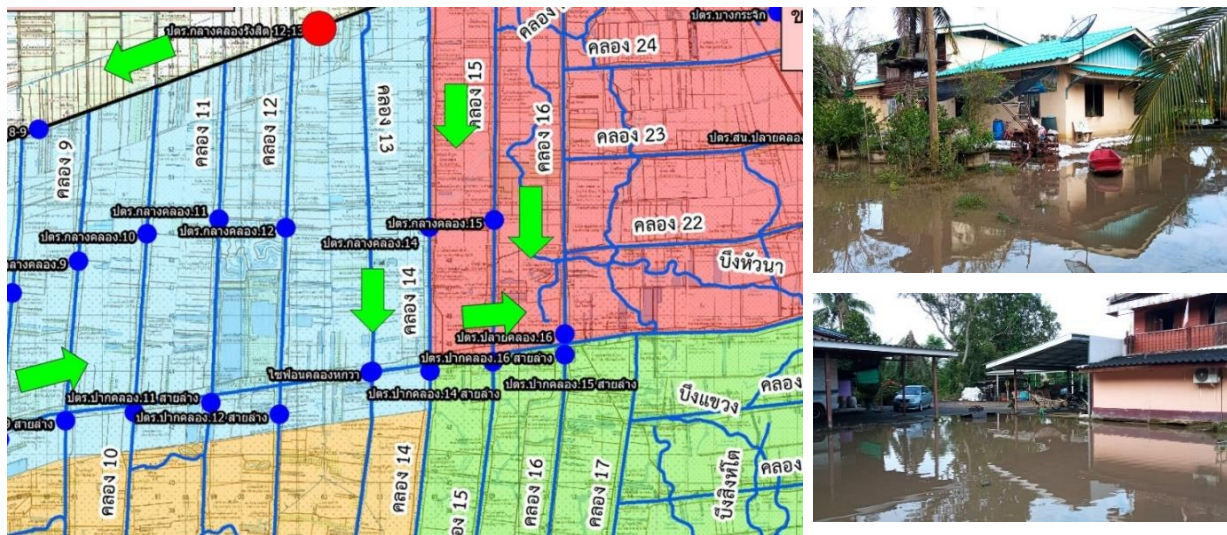 ปตร.กลางคลองรังสิต 12-13
ปตร.บางกระจัก
คลอง 24
คลอง 15
คลอง 11
คลอง 12
คลอง 13
คลอง 16
คลอง 23
ปตร.สน.ปลายคลอง
8-9
คลอง 9
ปตร.กลางคลอง.11
ปตร.กลางคลอง.12
ปตร.กลางคลอง.10
ปตร.กลางคลอง.14
ปตร.กลางคลอง.15
คลอง 22
บึงหัวนา
ลางคลอง.9
คลอง 14
ปตร.ปลายคลอง.16
ไซฟ่อนคลองหกวา
ปตร.ปากคลอง.16 สายล่าง
ปตร.ปากคลอง.14 สายล่าง
ปตร.ปากคลอง.15 สายล่าง
ปตร.ปากคลอง.11 สายล่าง
ปตร.ปากคลอง.12 สายล่าง
9 สายล่าง
บึงแขวง
คลอง
คลอง 10
คลอง 14
คลอง 15
คลอง 16
คลอง 17
บึงสิงห์โต
คลอง